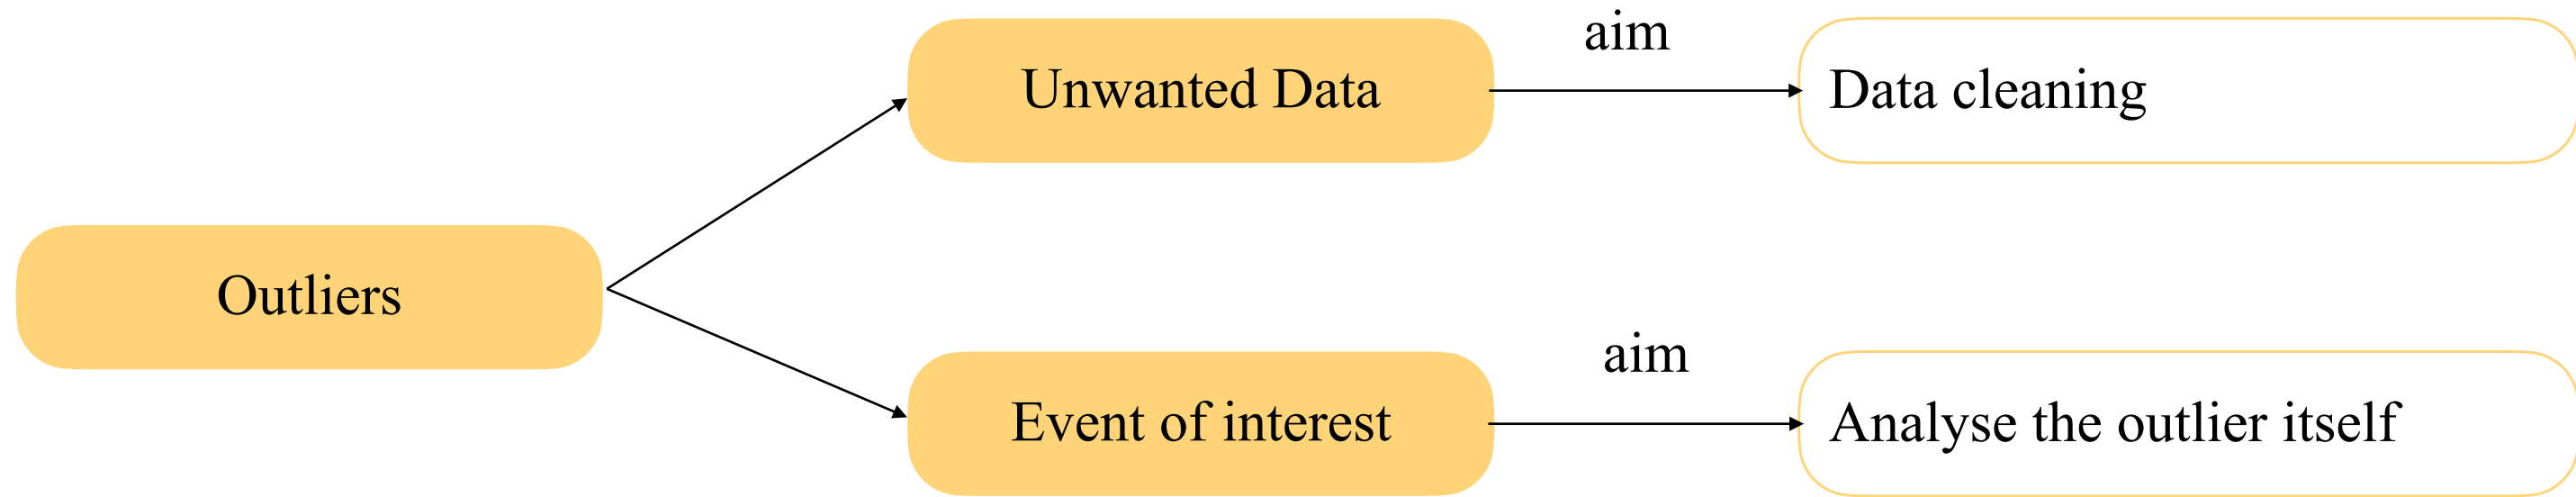 Outliers
Unwanted Data
aim
Data cleaning
Event of interest
aim
Analyse the outlier itself